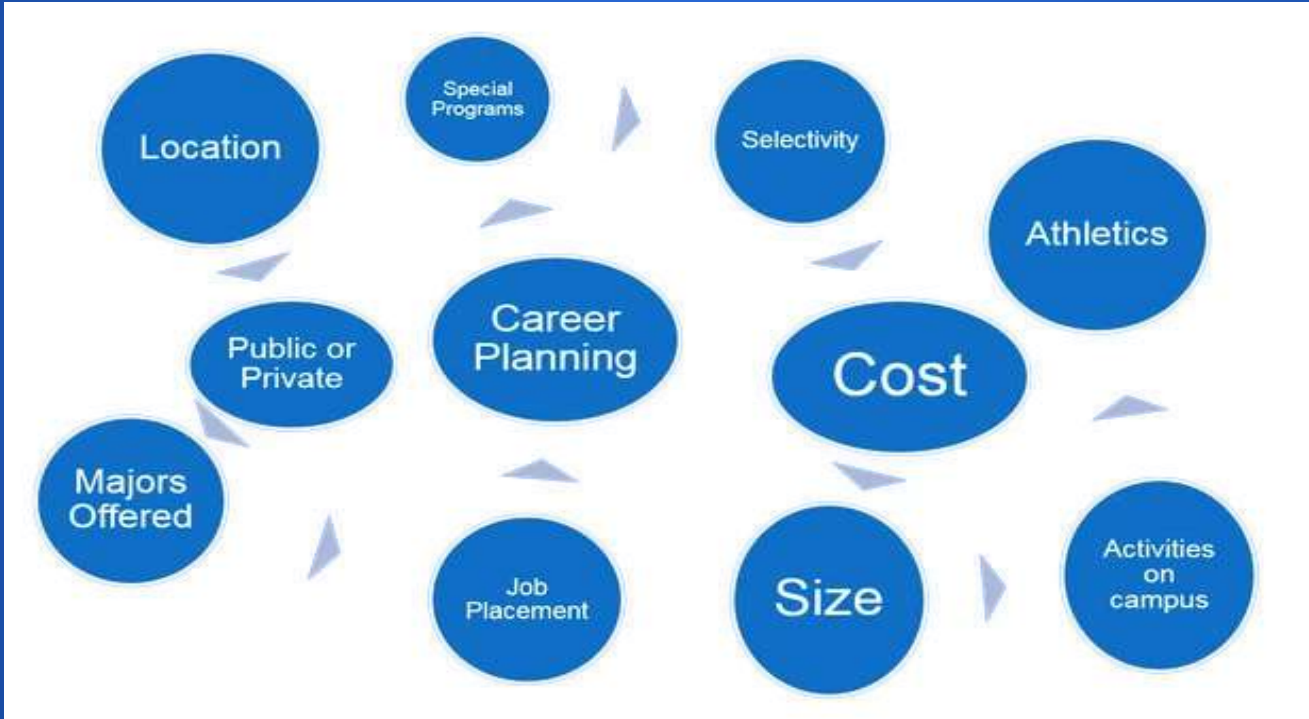 Location
Special
Programs
Selectivity
Athletics
Public or
Private
Career
Planning
Cost
Majors
Offered
Job
Placement
Size
Activities
on
campus